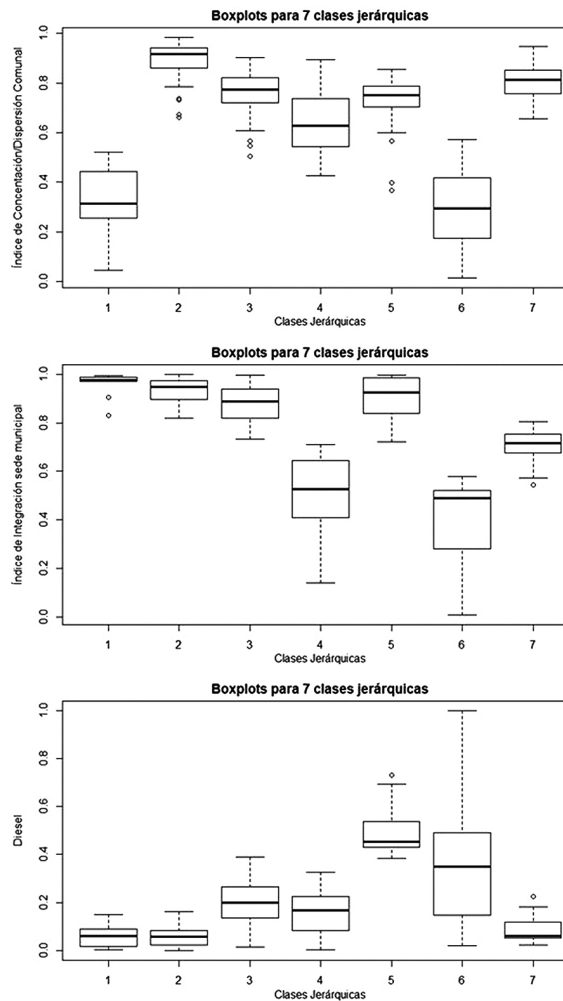 Boxplots para 7 clases jerárquicas
Índice de Concentación/Dispersión Comunal
1.0
0.8
0.6
0.4
0.2
0.0
1 2 3 4 5 6 7
Clases Jerárquicas
Boxplots para 7 clases jerárquicas
Índice de Integración sede municipal
1.0
0.8
0.6
0.4
0.2
0.0
1 2 3 4 5 6 7
Clases Jerárquicas
Boxplots para 7 clases jerárquicas
Diesel
1.0
0.8
0.6
0.4
0.2
0.0
1 2 3 4 5 6 7
Clases Jerárquicas